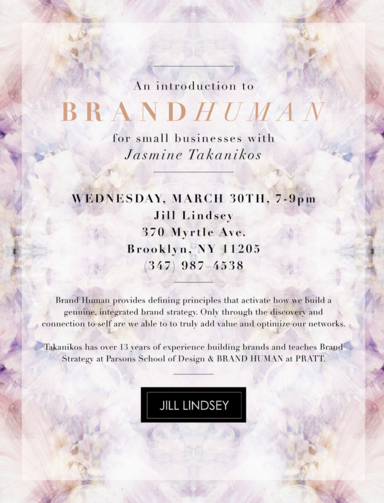 An introduction to
BRANDHUMAN
for small businesses with
Jasmine Takanikos
WEDNESDAY, MARCH 30TH, 7-9pm
Jill Lindsey
370 Myrtle Ave.
Brooklyn, NY 11205
(347) 987-4538
Brand Human provides defining principles that activate how we build a
genuine, integrated brand strategy. Only through the discovery and
connection to self are we able to to truly add value and optimize our networks.
Takanikos has over 13 years of experience building brands and teaches Brand
Strategy at Parsons School of Design & BRAND HUMAN at PRATT.
JILL LINDSEY